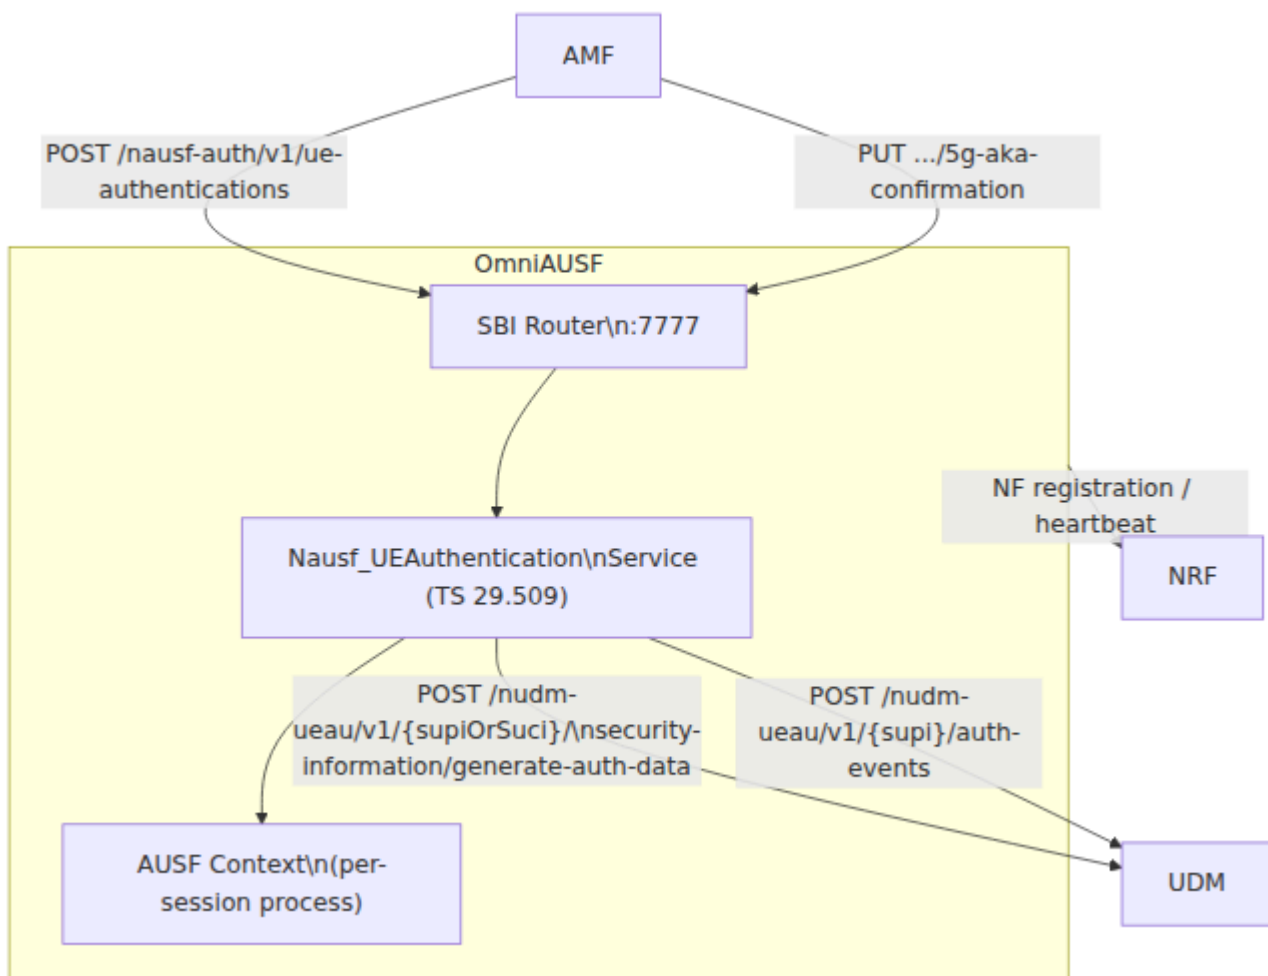 AMF
POST /nausf-auth/v1/ue-
authentications
PUT .../5g-aka-
confirmation
OmniAUSF
SBI Router\n:7777
NF registration /
heartbeat
Nausf_UEAuthentication\nService
(TS 29.509)
NRF
POST /nudm-
ueau/v1/{supiOrSuci}/\nsecurity-
information/generate-auth-data
POST /nudm-
ueau/v1/{supi}/auth-
events
AUSF Context\n(per-
session process)
UDM